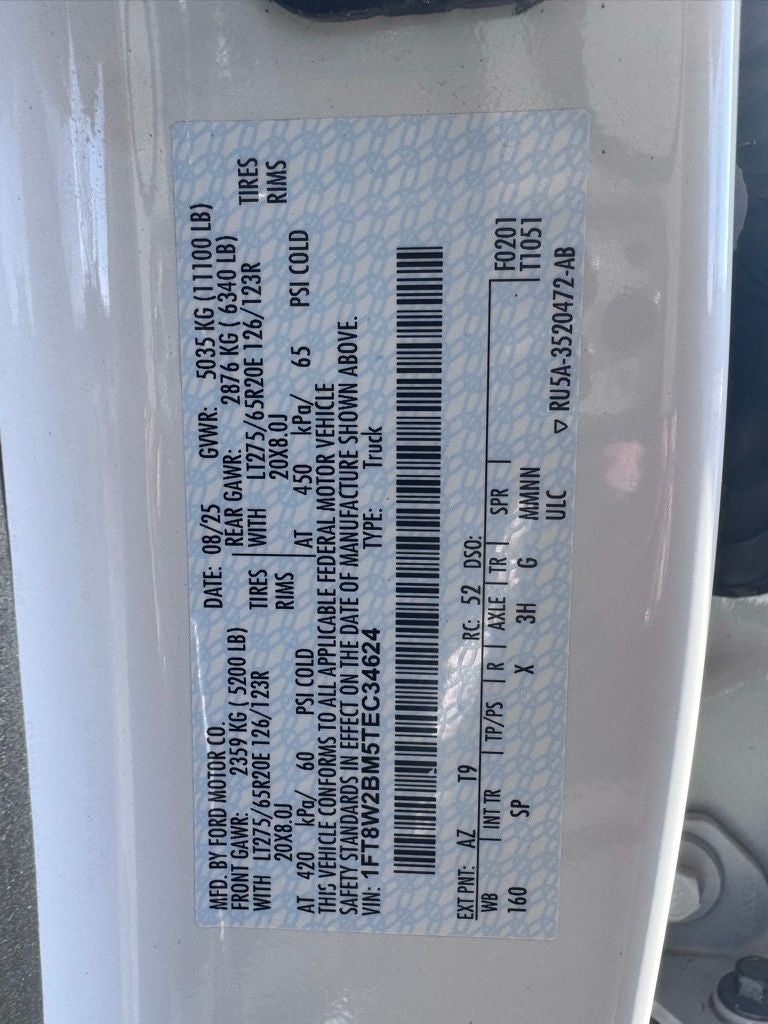 MFD. BY FORD MOTOR CO. DATE: 08/25 GVWR: 5035 KG (11100 LB)
FRONT GAWR: 2359 KG ( 5200 LB) REAR GAWR: 2876 KG ( 6340 LB)
WITH LT275/65R20E 126/123R TIRES WITH LT275/65R20E 126/123R TIRES
20X8.0J RIMS 20X8.0J RIMS
AT 420 kPa/ 60 PSI COLD AT 450 kPa/ 65 PSI COLD
THIS VEHICLE CONFORMS TO ALL APPLICABLE FEDERAL MOTOR VEHICLE
SAFETY STANDARDS IN EFFECT ON THE DATE OF MANUFACTURE SHOWN ABOVE.
VIN: 1FT8W2BM5TEC34624 TYPE: Truck
EXT PNT: AZ T9 RC: 52 DSO: F0201
WB INT TR TP/PS R AXLE TR SPR T1051
160 SP X 3H G MMMNN
ULC ▽ RU5A-3520472-AB